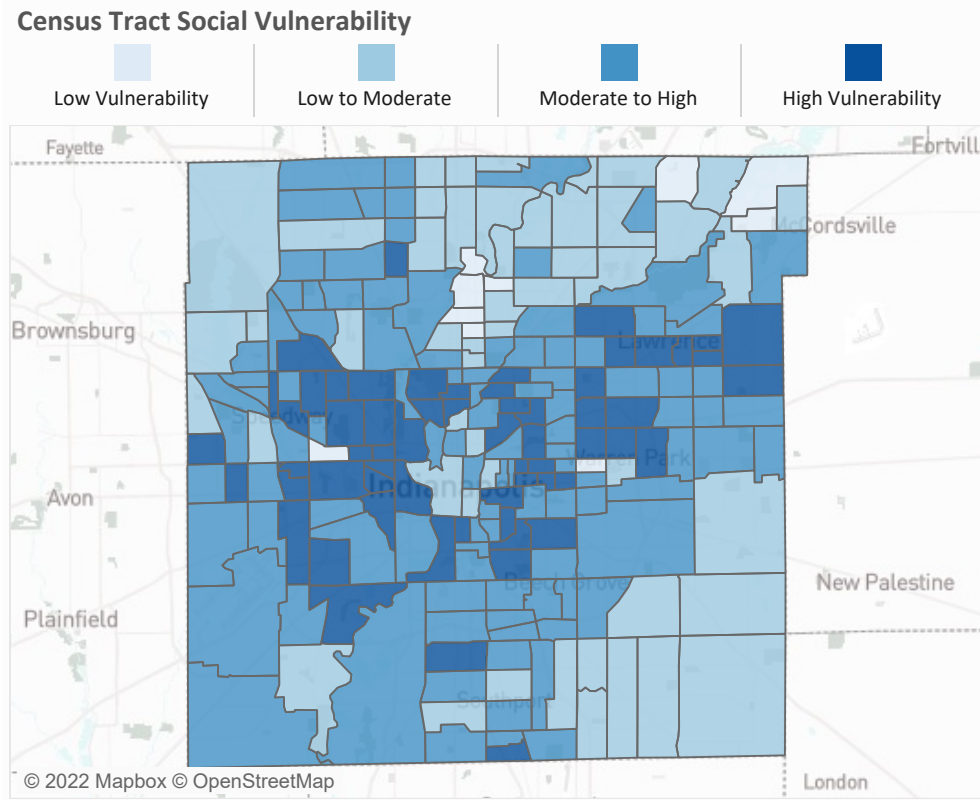 Census Tract Social Vulnerability
Low Vulnerability
Low to Moderate
Moderate to High
High Vulnerability
Fayette
Fortvill
McCordsville
Brownsburg
Lawrence
Speedway
Warren Park
Indianapolis
Avon
Beech Grove
New Palestine
Plainfield
Southport
© 2022 Mapbox © OpenStreetMap
London